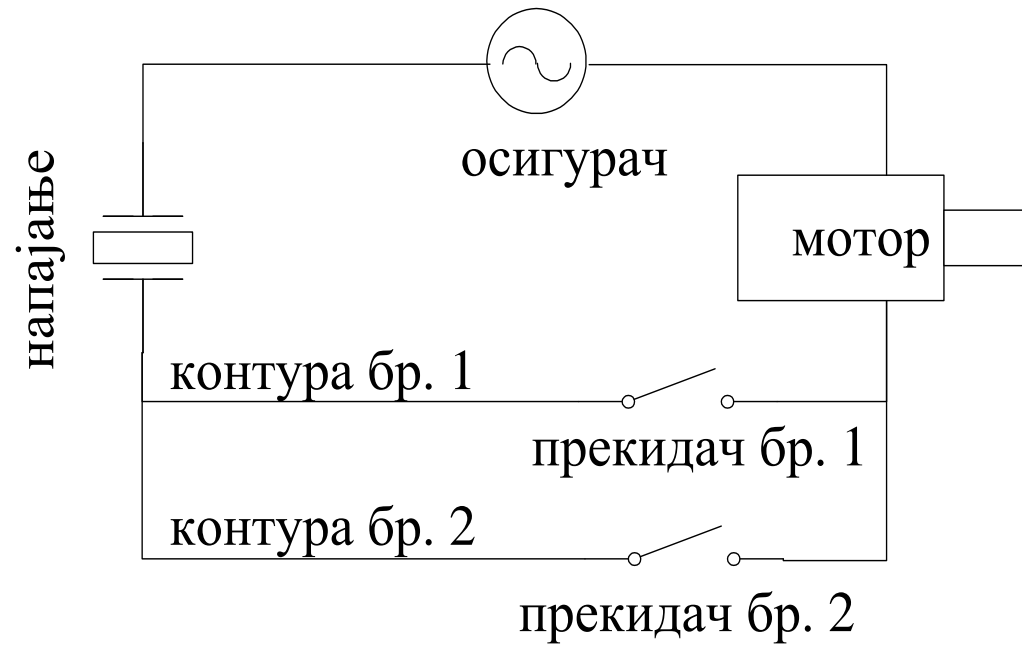 осигурач
напајање
мотор
контура бр. 1
прекидач бр. 1
контура бр. 2
прекидач бр. 2